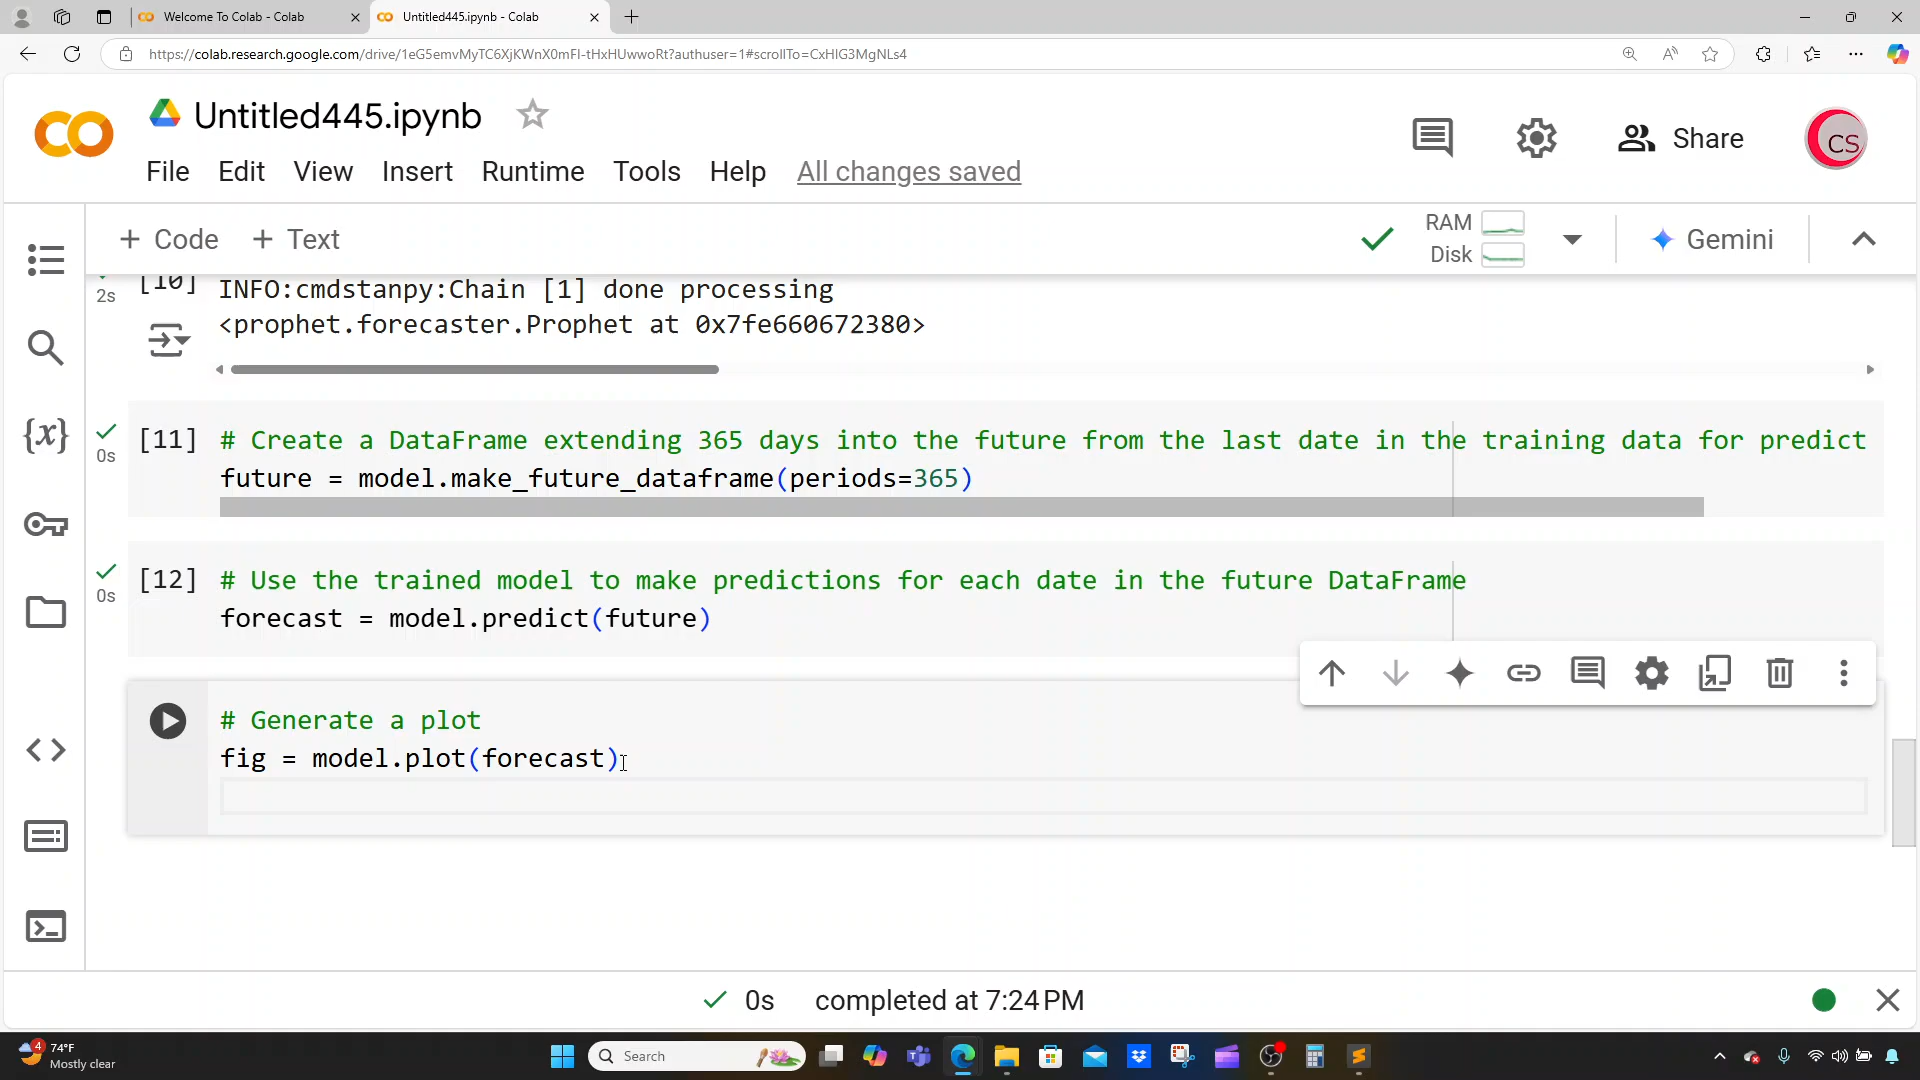 Welcome To Colab - Colab
Untitled445.ipynb - Colab
https://colab.research.google.com/drive/1eG5emvMyTC6XjKWnX0mFI-tHxHUwwoRt?authuser=1#scrollTo=CxHlG3MgNLs4
Untitled445.ipynb
File Edit View Insert Runtime Tools Help All changes saved
Share
CS
+ Code + Text
RAM
Disk
Gemini
[10]
2s
INFO:cmdstanpy:Chain [1] done processing
<prophet.forecaster.Prophet at 0x7fe660672380>
[11] # Create a DataFrame extending 365 days into the future from the last date in the training data for predict
0s
future = model.make_future_dataframe(periods=365)
[12] # Use the trained model to make predictions for each date in the future DataFrame
0s
forecast = model.predict(future)
# Generate a plot
fig = model.plot(forecast)
0s completed at 7:24 PM
4
74°F
Mostly clear
Search